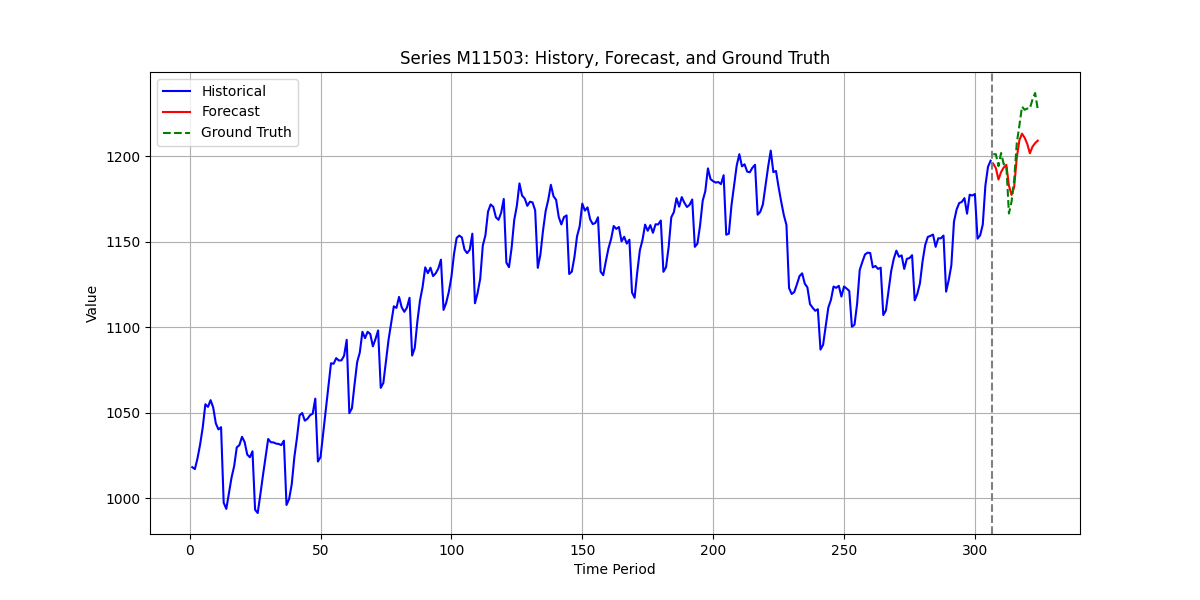 Series M11503: History, Forecast, and Ground Truth
Historical
Forecast
Ground Truth
Value
1200
1150
1100
1050
1000
0 50 100 150 200 250 300
Time Period